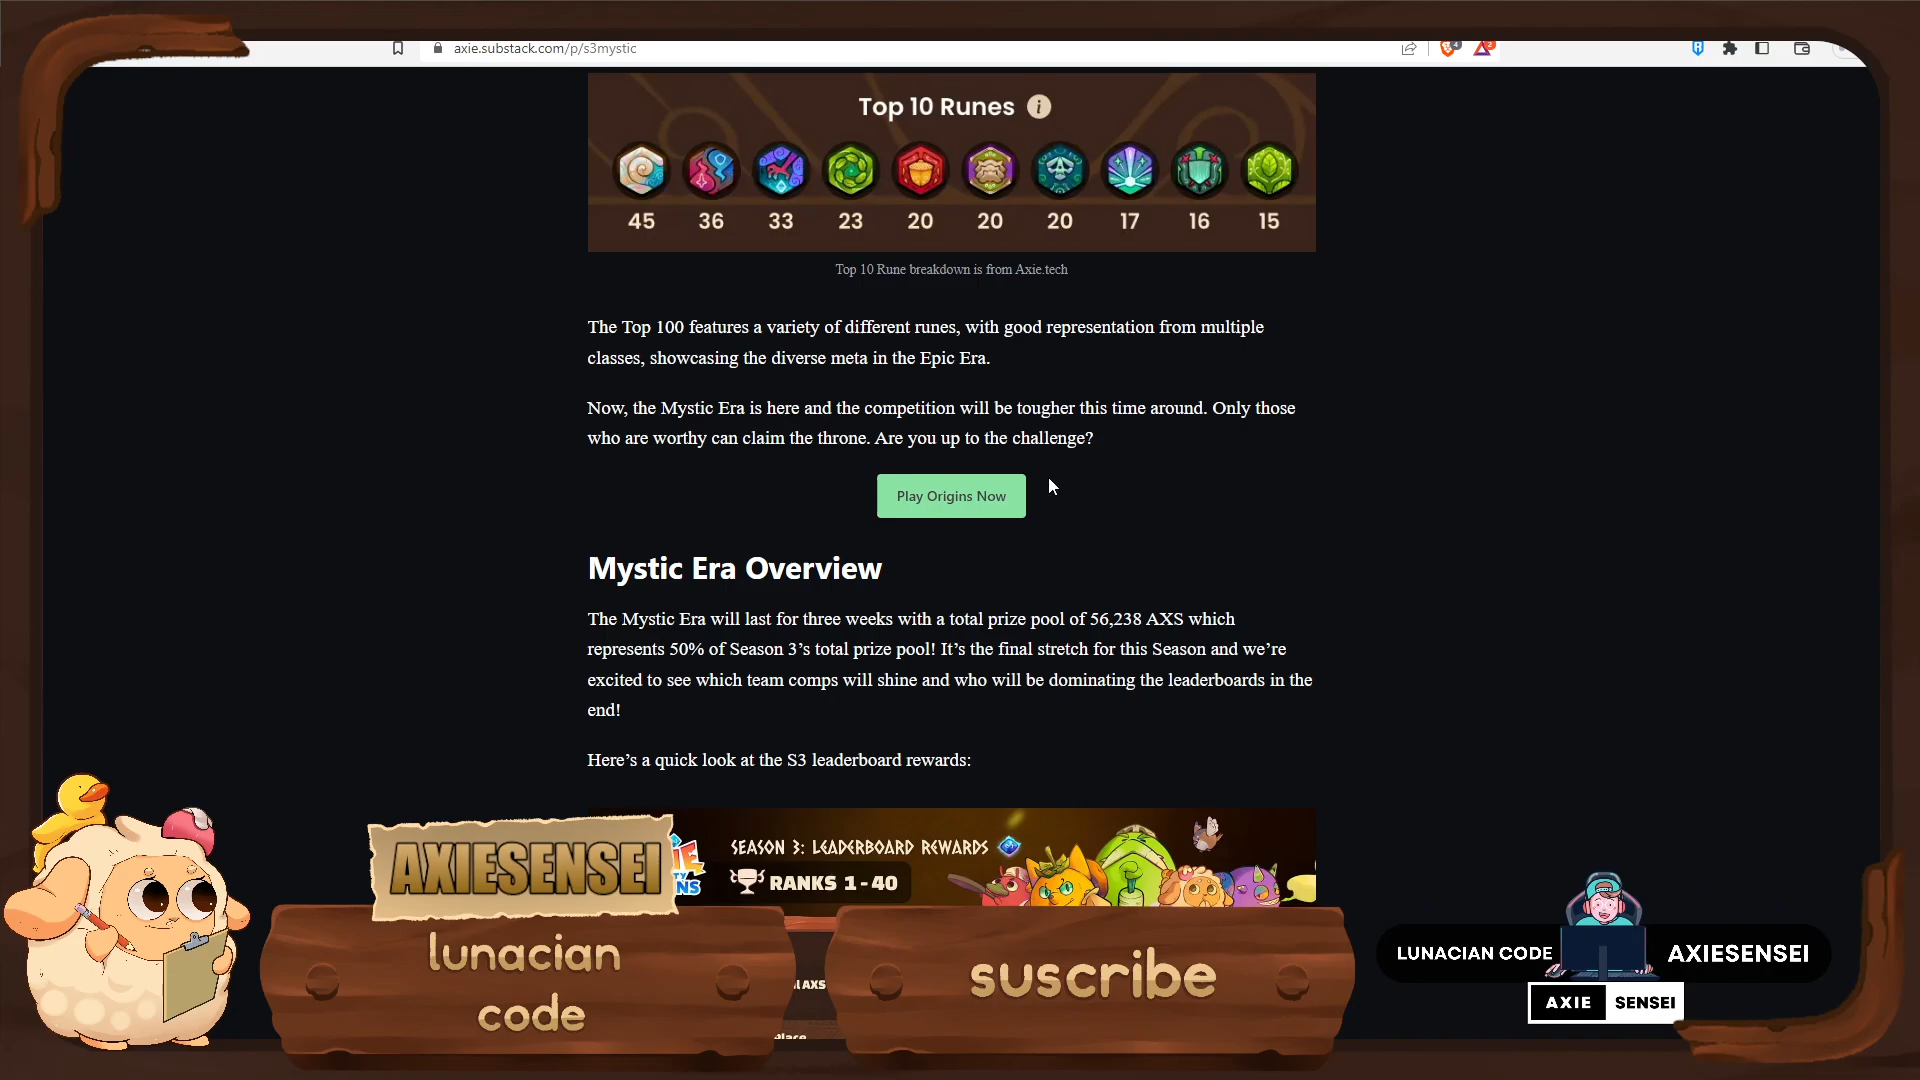 axie.substack.com/p/s3mystic
Top 10 Runes i
45 36 33 23 20 20 20 17 16 15
Top 10 Rune breakdown is from Axie.tech
The Top 100 features a variety of different runes, with good representation from multiple
classes, showcasing the diverse meta in the Epic Era.
Now, the Mystic Era is here and the competition will be tougher this time around. Only those
who are worthy can claim the throne. Are you up to the challenge?
Play Origins Now
Mystic Era Overview
The Mystic Era will last for three weeks with a total prize pool of 56,238 AXS which
represents 50% of Season 3’s total prize pool! It’s the final stretch for this Season and we’re
excited to see which team comps will shine and who will be dominating the leaderboards in the
end!
Here’s a quick look at the S3 leaderboard rewards:
SEASON 3: LEADERBOARD REWARDS
RANKS 1-40
AXIESENSEI
lunacian
code
AXS
suscribe
LUNACIAN CODE AXIESENSEI
AXIE SENSEI